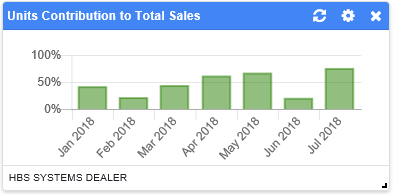 Units Contribution to Total Sales
100%
50%
0%
Jan 2018
Feb 2018
Mar 2018
Apr 2018
May 2018
Jun 2018
Jul 2018
HBS SYSTEMS DEALER